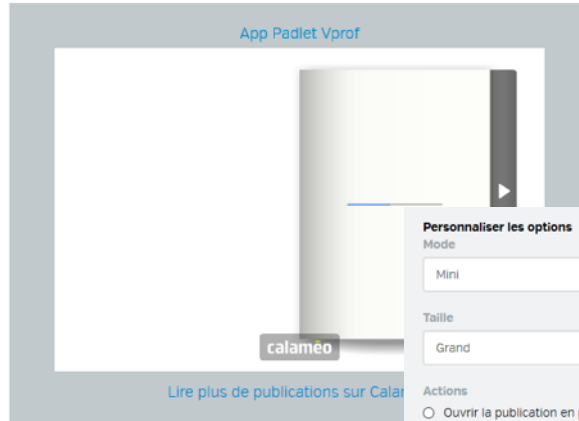 App Padlet Vprof
calaméo
Lire plus de publications sur Calar
Personnaliser les options
Mode
Mini
Taille
Grand
Actions
Ouvrir la publication en